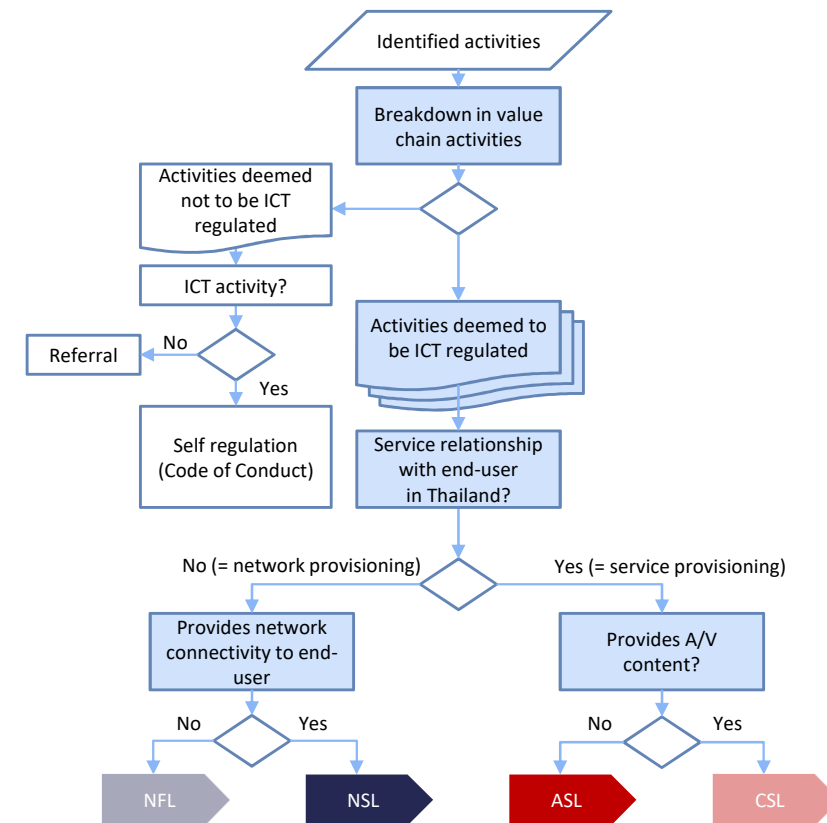 Identified activities
Breakdown in value
chain activities
Activities deemed
not to be ICT
regulated
ICT activity?
Activities deemed to
be ICT regulated
No
Referral
Yes
Self regulation
(Code of Conduct)
Service relationship
with end-user
in Thailand?
No (= network provisioning)
Yes (= service provisioning)
Provides network
connectivity to end-
user
Provides A/V
content?
No
Yes
No
Yes
NFL
NSL
ASL
CSL